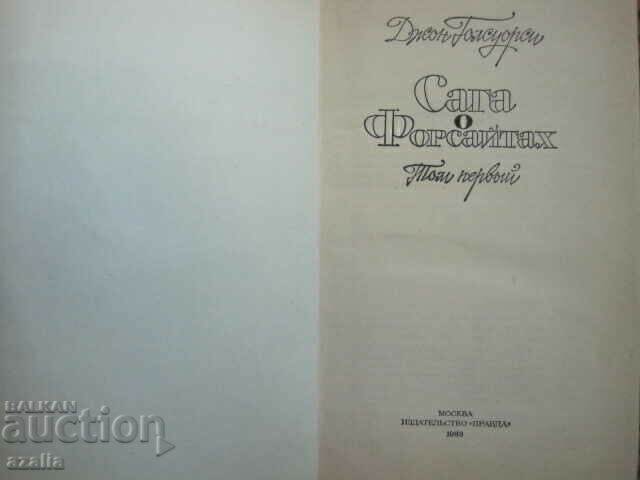 Джон Голсуорси
Сага
о
Форсайтах
Том первый
МОСКВА
ИЗДАТЕЛЬСТВО «ПРАВДА»
1983
BALKAN
auction
azalia